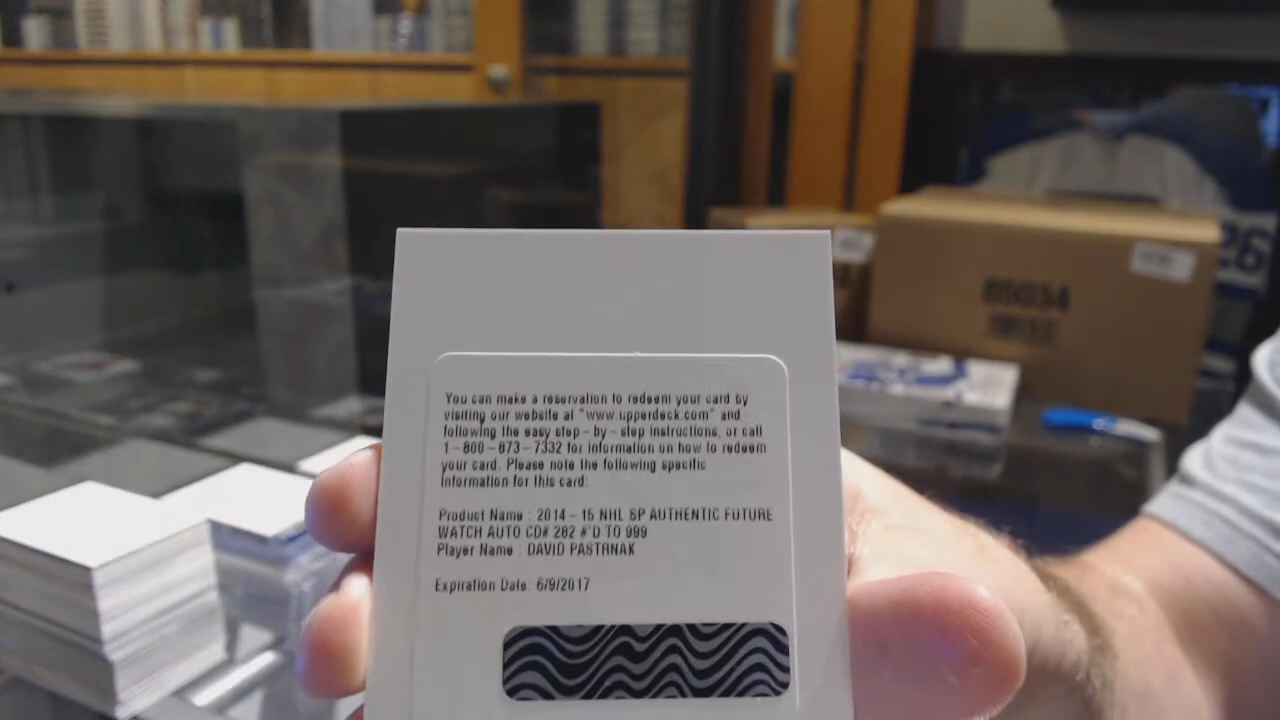 You can make a reservation to redeem your card by
visiting our website at "www.upperdeck.com" and
following the easy step-by-step instructions, or call
1-800-873-7332 for information on how to redeem
your card. Please note the following specific
information for this card:
Product Name : 2014-15 NHL SP AUTHENTIC FUTURE
WATCH AUTO CD# 282 #'D TO 999
Player Name : DAVID PASTRNAK
Expiration Date: 6/9/2017
85034
26